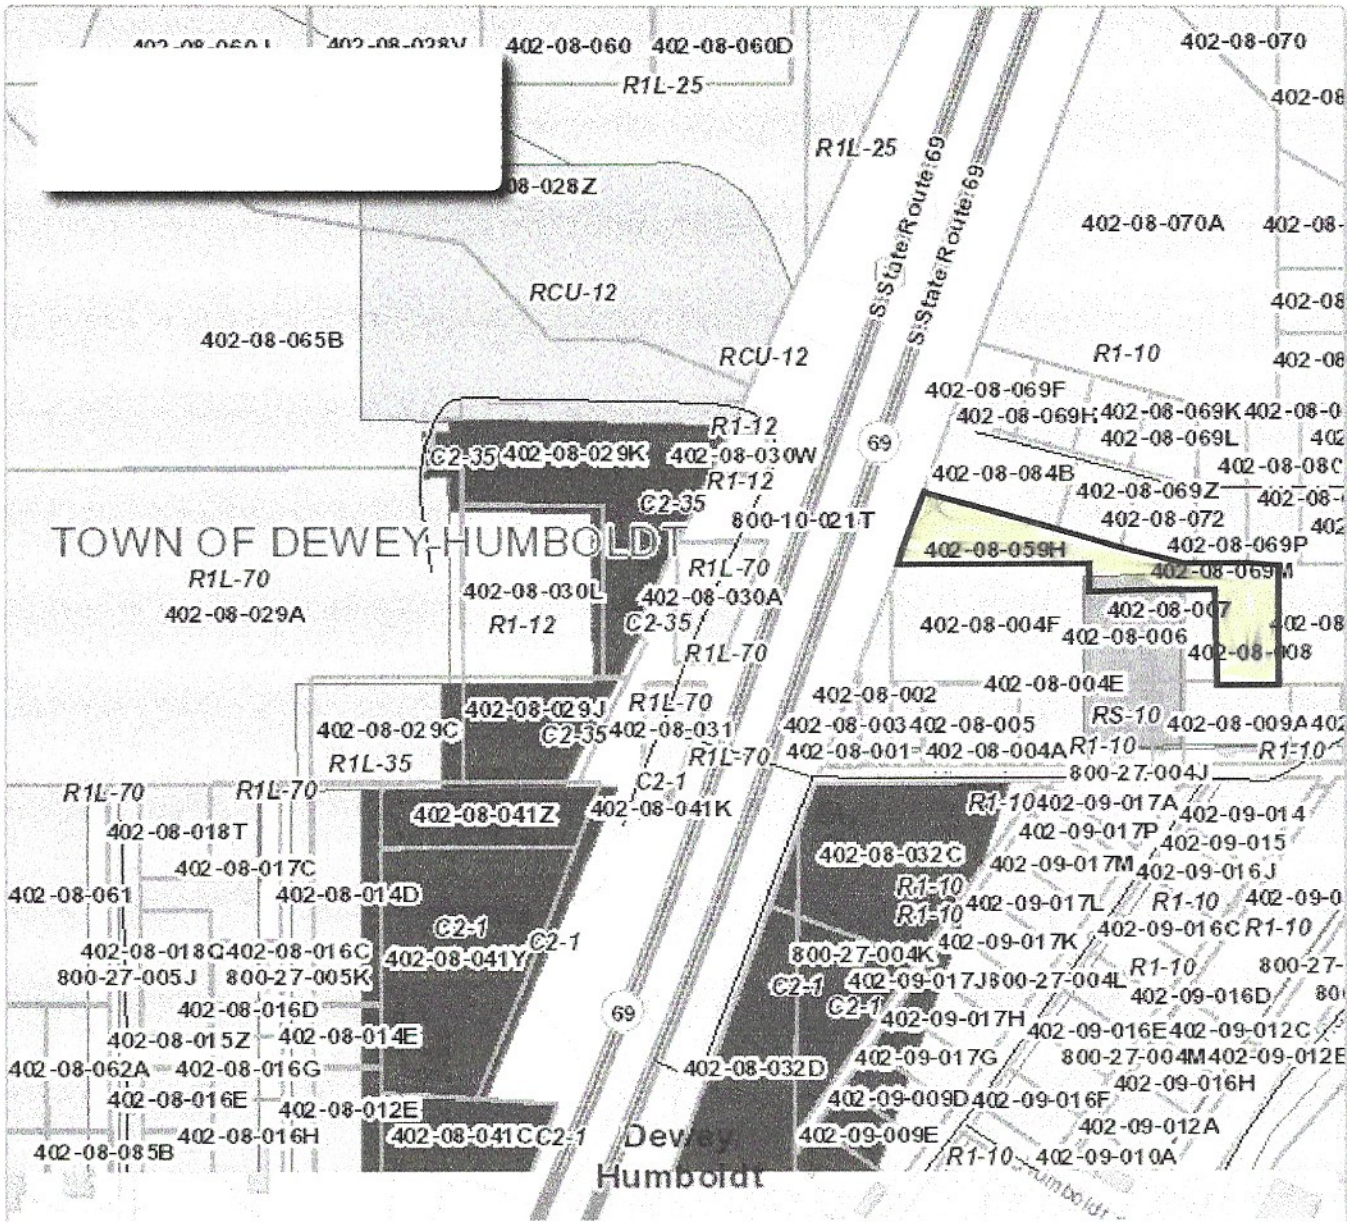 402-08-060J 402-08-028V 402-08-060 402-08-060D 402-08-070
R1L-25
402-08
R1L-25
S State Route 69
S State Route 69
08-028Z
402-08-070A 402-08-
RCU-12
402-08
402-08-065B
RCU-12
R1-10
402-08
402-08-069F
402-08-069H 402-08-069K 402-08-0
R1-12
402-08-069L 402
69
C2-35 402-08-029K 402-08-030W
402-08-084B 402-08-08C
R1-12
402-08-069Z 402-08-
C2-35
800-10-021T
402-08-072 402
TOWN OF DEWEY-HUMBOLDT
402-08-059H
402-08-069P
R1L-70
R1L-70
402-08-069M
402-08-030L 402-08-030A
402-08-029A
402-08-007
R1-12 C2-35
402-08-004F 402-08-006 402-08
R1L-70
402-08-008
402-08-004E
R1L-70 402-08-002
402-08-029J
402-08-029C C2-35 402-08-031
402-08-003 402-08-005
RS-10 402-08-009A 402
R1L-35
R1L-70 402-08-001 402-08-004A R1-10 R1-10
800-27-004J
R1L-70 R1L-70
C2-1
402-08-041Z 402-08-041K
R1-10 402-09-017A 402-09-014
402-08-018T
402-09-017P 402-09-015
402-08-017C
402-08-032C 402-09-017M 402-09-016J
402-08-061 402-08-014D
R1-10 402-09-017L R1-10 402-09-0
R1-10
C2-1 C2-1
402-09-017K 402-09-016C R1-10
402-08-018Q 402-08-016C 402-08-041Y
800-27-004K
800-27-005J 800-27-005K
C2-1 402-09-017J 800-27-004L R1-10 800-27-
402-08-016D
C2-1 402-09-017H 402-09-016D 80
69
402-08-015Z 402-08-014E
402-09-016E 402-09-012C
402-08-062A 402-08-016G 402-08-032D
402-09-017G 800-27-004M 402-09-012E
402-08-016E 402-08-012E
402-09-009D 402-09-016F 402-09-016H
402-08-016H 402-08-041C C2-1 Dewey
402-09-009E 402-09-012A
402-08-085B
Humboldt
R1-10 402-09-010A
umboldt